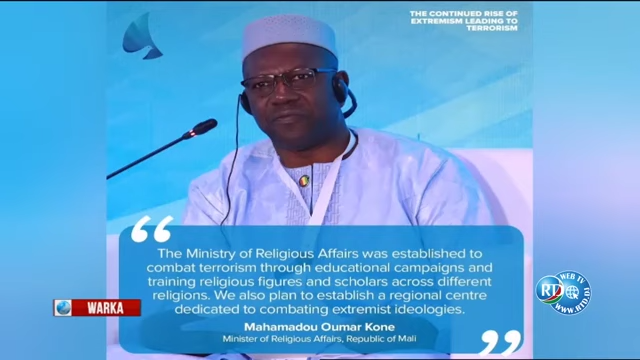 THE CONTINUED RISE OF
EXTREMISM LEADING TO
TERRORISM
“
The Ministry of Religious Affairs was established to
combat terrorism through educational campaigns and
training religious figures and scholars across different
religions. We also plan to establish a regional centre
dedicated to combating extremist ideologies.
Mahamadou Oumar Kone
Minister of Religious Affairs, Republic of Mali
”
WARKA
WEB TV
RTD
WWW.RTD.DJ